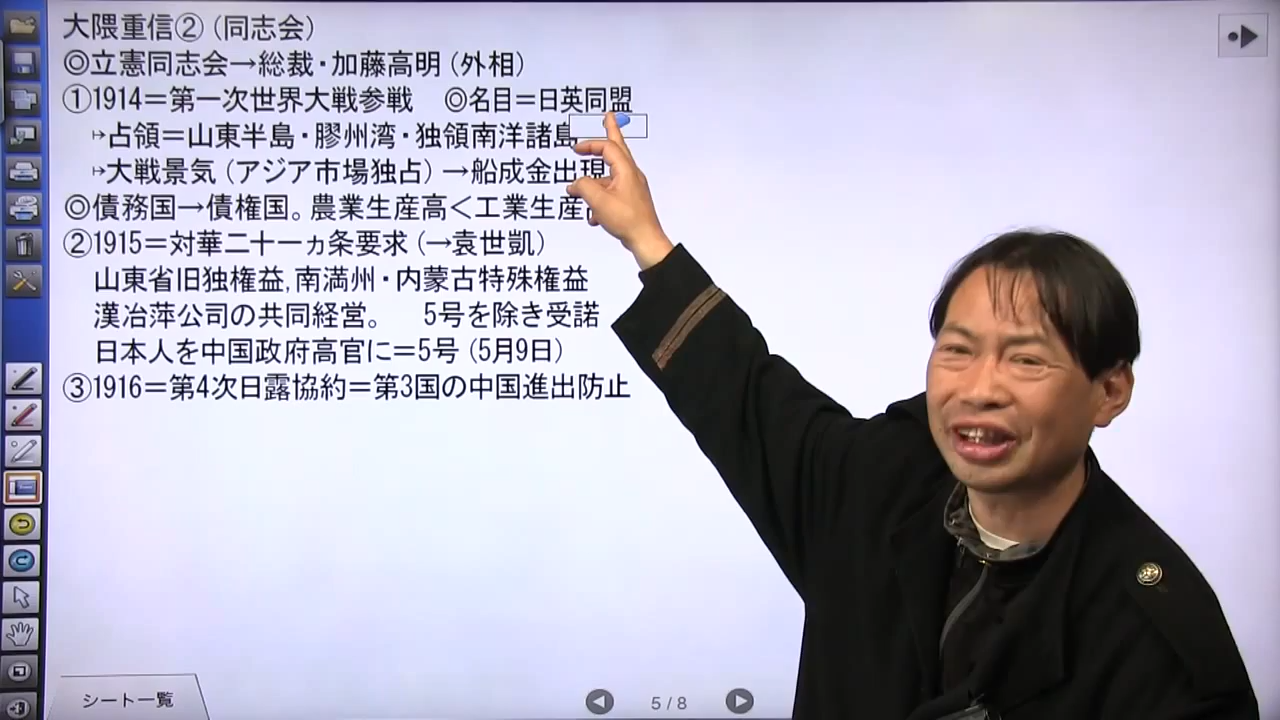 大隈重信②(同志会)
◎立憲同志会→総裁・加藤高明(外相)
①1914=第一次世界大戦参戦 ◎名目=日英同盟
↦占領=山東半島・膠州湾・独領南洋諸島
↦大戦景気(アジア市場独占)→船成金出現
◎債務国→債権国。農業生産高<工業生産
②1915=対華二十一ヵ条要求(→袁世凱)
山東省旧独権益,南満州・内蒙古特殊権益
漢冶萍公司の共同経営。 5号を除き受諾
日本人を中国政府高官に=5号(5月9日)
③1916=第4次日露協約=第3国の中国進出防止
シート一覧
5/8